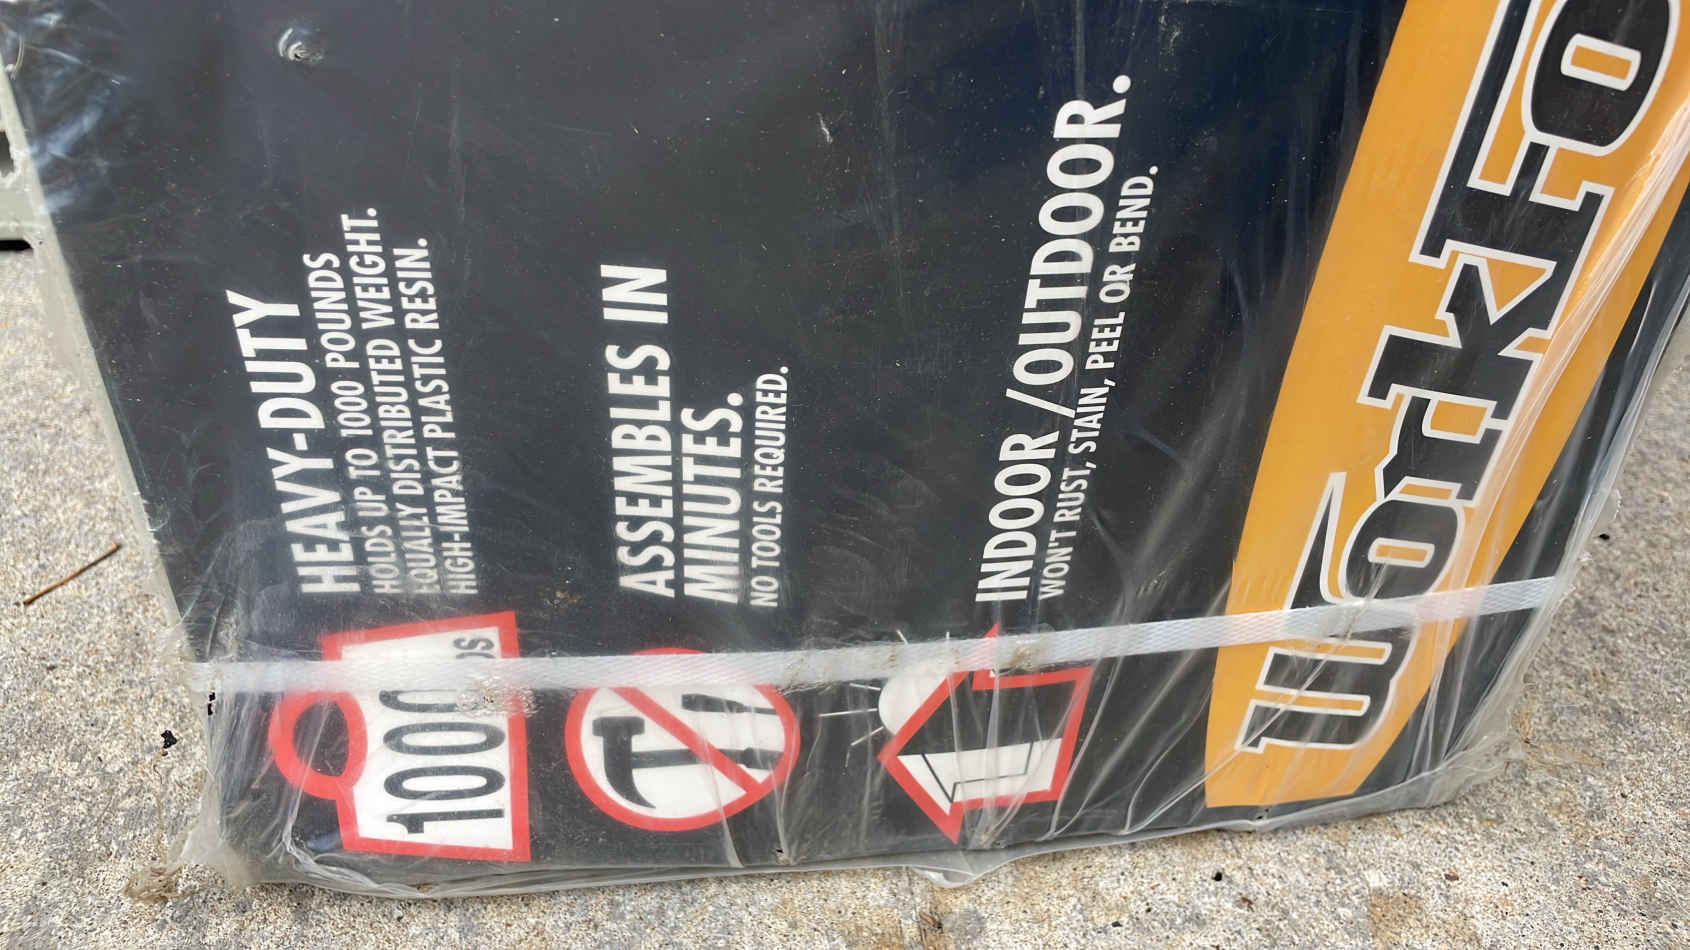 WorkFo
INDOOR/OUTDOOR.
WON'T RUST, STAIN, PEEL OR BEND.
ASSEMBLES IN
MINUTES.
NO TOOLS REQUIRED.
HEAVY-DUTY
HOLDS UP TO 1000 POUNDS
EQUALLY DISTRIBUTED WEIGHT.
HIGH-IMPACT PLASTIC RESIN.
1000